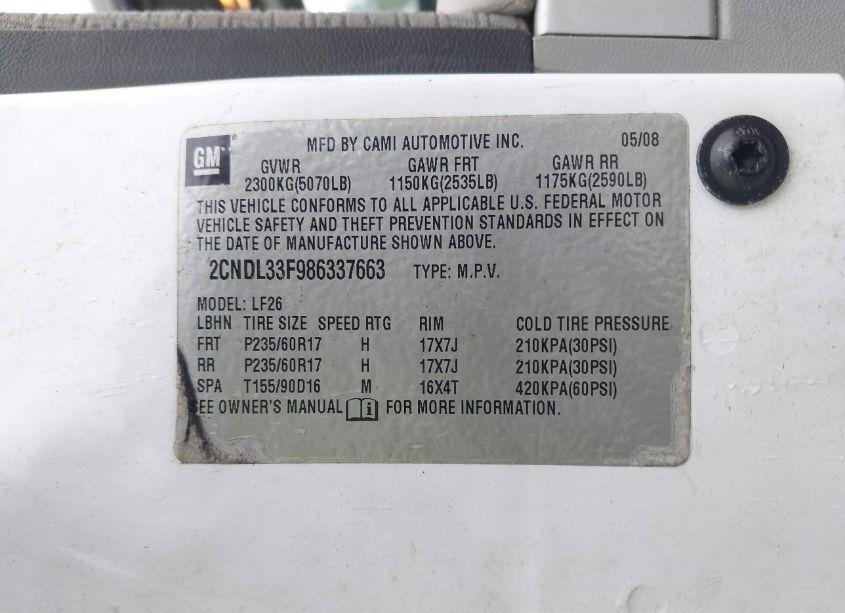 GM ® MFD BY CAMI AUTOMOTIVE INC. 05/08
GVWR GAWR FRT GAWR RR
2300KG(5070LB) 1150KG(2535LB) 1175KG(2590LB)
THIS VEHICLE CONFORMS TO ALL APPLICABLE U.S. FEDERAL MOTOR
VEHICLE SAFETY AND THEFT PREVENTION STANDARDS IN EFFECT ON
THE DATE OF MANUFACTURE SHOWN ABOVE.
2CNDL33F986337663 TYPE: M.P.V.
MODEL: LF26
LBHN TIRE SIZE SPEED RTG RIM COLD TIRE PRESSURE
FRT P235/60R17 H 17X7J 210KPA(30PSI)
RR P235/60R17 H 17X7J 210KPA(30PSI)
SPA T155/90D16 M 16X4T 420KPA(60PSI)
SEE OWNER'S MANUAL i FOR MORE INFORMATION.